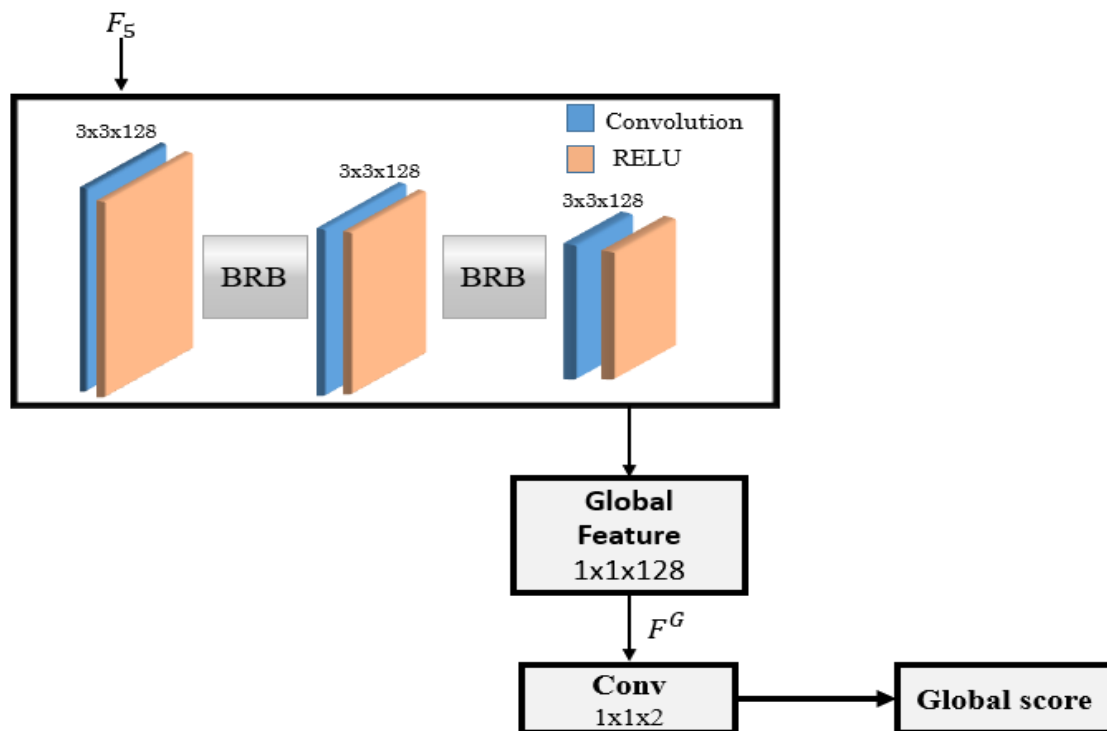 F₅
3x3x128
Convolution
RELU
3x3x128
3x3x128
BRB
BRB
Global
Feature
1x1x128
Fᴳ
Conv
1x1x2
Global score